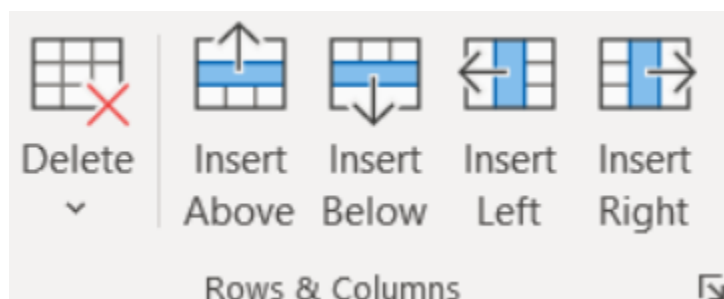 Delete
Insert Above
Insert Below
Insert Left
Insert Right
Rows & Columns